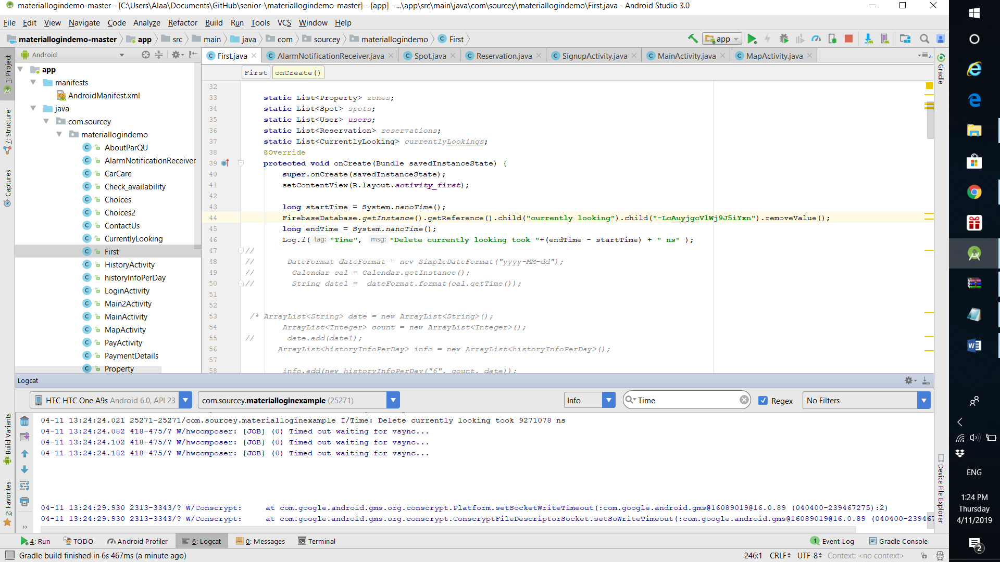 materiallogindemo-master - [C:\Users\Alaa\Documents\GitHub\senior-\materiallogindemo-master] - [app] - ...\app\src\main\java\com\sourcey\materiallogindemo\First.java - Android Studio 3.0
File Edit View Navigate Code Analyze Refactor Build Run Tools VCS Window Help
materiallogindemo-master app src main java com sourcey materiallogindemo First
app
Android
First.java AlarmNotificationReceiver.java Spot.java Reservation.java SignupActivity.java MainActivity.java MapActivity.java
1: Project
7: Structure
Captures
Build Variants
2: Favorites
Gradle
Device File Explorer
app
manifests
AndroidManifest.xml
java
com.sourcey
materiallogindemo
AboutParQU
AlarmNotificationReceiver
CarCare
Check_availability
Choices
Choices2
ContactUs
CurrentlyLooking
First
HistoryActivity
historyInfoPerDay
LoginActivity
Main2Activity
MainActivity
MapActivity
PayActivity
PaymentDetails
Property
First onCreate()
32
33 static List<Property> zones;
34 static List<Spot> spots;
35 static List<User> users;
36 static List<Reservation> reservations;
37 static List<CurrentlyLooking> currentlyLookings;
38 @Override
39 protected void onCreate(Bundle savedInstanceState) {
40 super.onCreate(savedInstanceState);
41 setContentView(R.layout.activity_first);
42
43 long startTime = System.nanoTime();
44 FirebaseDatabase.getInstance().getReference().child("currently looking").child("-LcAuyjgcVlWj9J5iYxn").removeValue();
45 long endTime = System.nanoTime();
46 Log.i( tag: "Time", msg: "Delete currently looking took "+(endTime - startTime) + " ns" );
47 //
48 // DateFormat dateFormat = new SimpleDateFormat("yyyy-MM-dd");
49 // Calendar cal = Calendar.getInstance();
50 // String date1 = dateFormat.format(cal.getTime());
51
52
53 /* ArrayList<String> date = new ArrayList<String>();
54 ArrayList<Integer> count = new ArrayList<Integer>();
55 // date.add(date1);
56 ArrayList<historyInfoPerDay> info = new ArrayList<historyInfoPerDay>();
57
58 info.add(new historyInfoPerDay("6", count, date));
Logcat
HTC HTC One A9s Android 6.0, API 23 com.sourcey.materialloginexample (25271) Info Time Regex No Filters
04-11 13:24:24.021 25271-25271/com.sourcey.materialloginexample I/Time: Delete currently looking took 9271078 ns
04-11 13:24:24.082 418-475/? W/hwcomposer: [JOB] (0) Timed out waiting for vsync...
04-11 13:24:24.102 418-475/? W/hwcomposer: [JOB] (0) Timed out waiting for vsync...
04-11 13:24:24.182 418-475/? W/hwcomposer: [JOB] (0) Timed out waiting for vsync...
04-11 13:24:29.930 2313-3343/? W/Conscrypt: at com.google.android.gms.org.conscrypt.Platform.setSocketWriteTimeout(:com.google.android.gms@16089019@16.0.89 (040400-239467275):2)
04-11 13:24:29.930 2313-3343/? W/Conscrypt: at com.google.android.gms.org.conscrypt.ConscryptFileDescriptorSocket.setSoWriteTimeout(:com.google.android.gms@16089019@16.0.89 (040400-239467
4: Run TODO Android Profiler 6: Logcat 0: Messages Terminal 1 Event Log Gradle Console
Gradle build finished in 6s 467ms (a minute ago) 246:1 CRLF UTF-8 Context: <no context>
ENG
1:24 PM
Thursday
4/11/2019
2